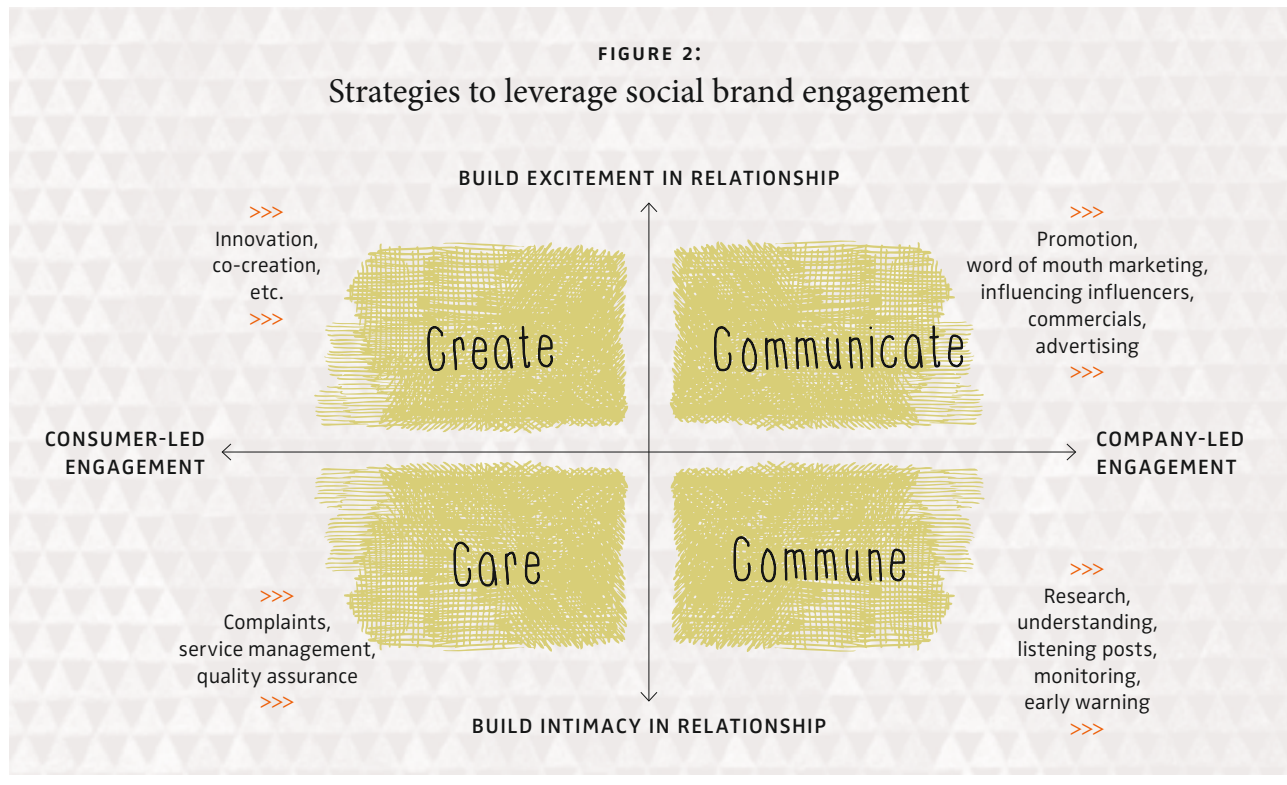 FIGURE 2:
Strategies to leverage social brand engagement
BUILD EXCITEMENT IN RELATIONSHIP
>>>
Innovation,
co-creation,
etc.
>>>
>>>
Promotion,
word of mouth marketing,
influencing influencers,
commercials,
advertising
>>>
Create
Communicate
CONSUMER-LED
ENGAGEMENT
COMPANY-LED
ENGAGEMENT
Care
Commune
>>>
Complaints,
service management,
quality assurance
>>>
>>>
Research,
understanding,
listening posts,
monitoring,
early warning
>>>
BUILD INTIMACY IN RELATIONSHIP